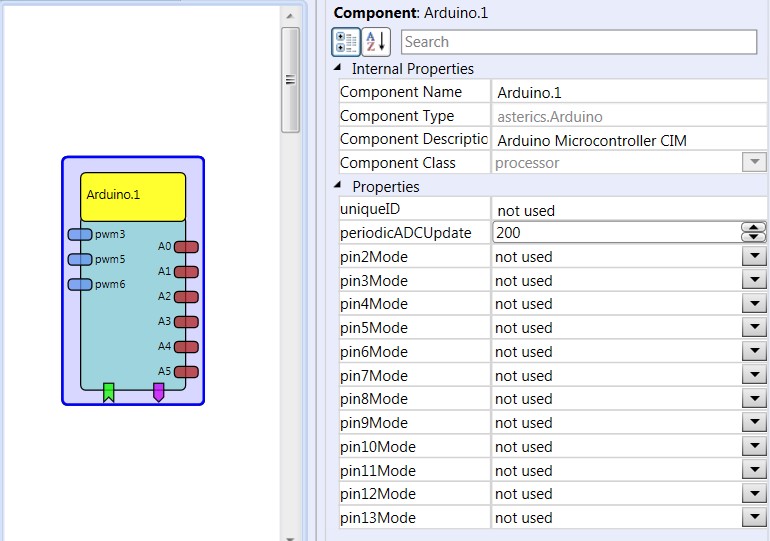 Arduino.1
pwm3
pwm5
pwm6
A0
A1
A2
A3
A4
A5
Component: Arduino.1
A Z Search
Internal Properties
Component Name Arduino.1
Component Type asterics.Arduino
Component Descriptio Arduino Microcontroller CIM
Component Class processor
Properties
uniqueID not used
periodicADCUpdate 200
pin2Mode not used
pin3Mode not used
pin4Mode not used
pin5Mode not used
pin6Mode not used
pin7Mode not used
pin8Mode not used
pin9Mode not used
pin10Mode not used
pin11Mode not used
pin12Mode not used
pin13Mode not used